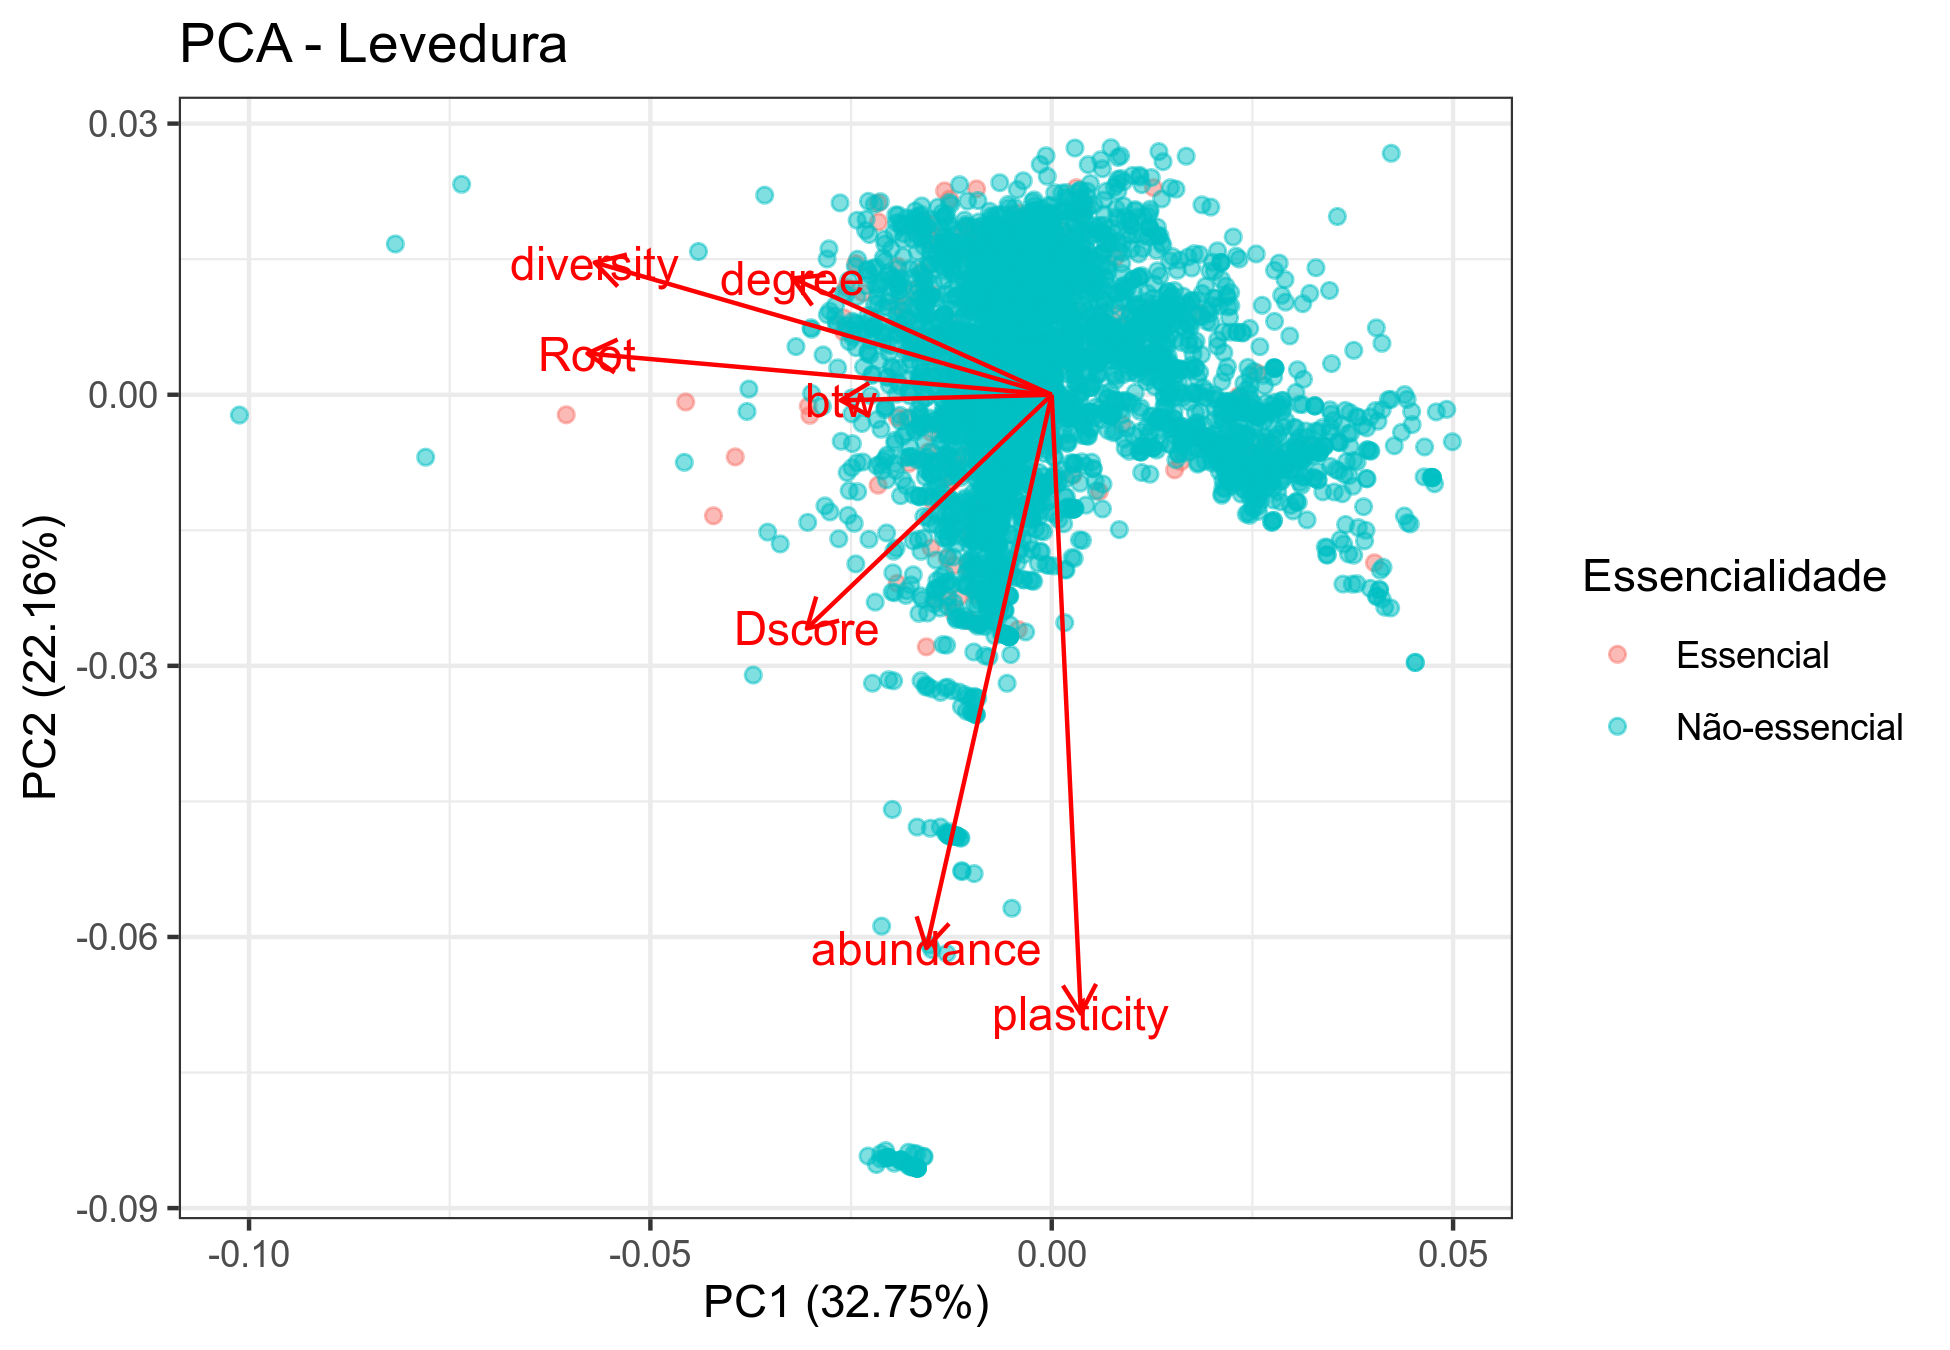 PCA - Levedura
0.03
0.00
-0.03
-0.06
-0.09
PC2 (22.16%)
diversity
degree
Root
btw
Dscore
abundance
plasticity
-0.10
-0.05
0.00
0.05
PC1 (32.75%)
Essencialidade
Essencial
Não-essencial